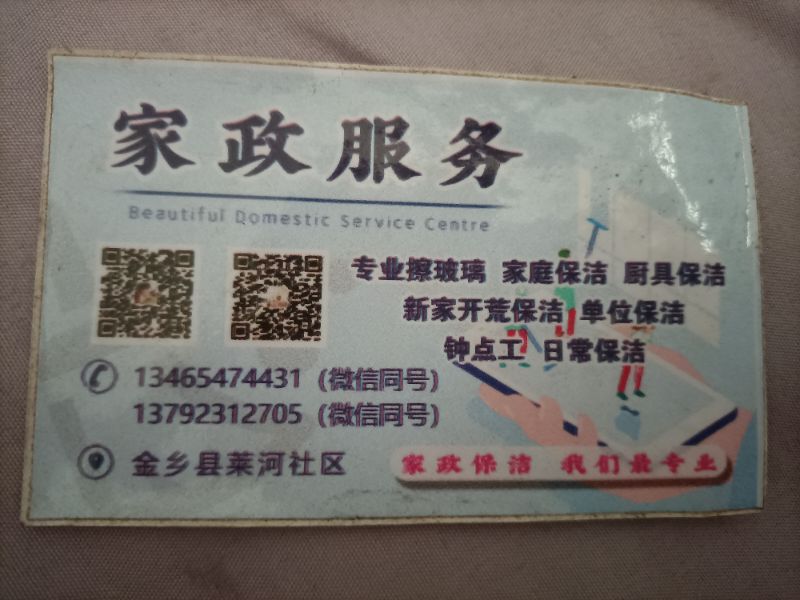 家政服务
Beautiful Domestic Service Centre
专业擦玻璃 家庭保洁 厨具保洁
新家开荒保洁 单位保洁
钟点工 日常保洁
13465474431（微信同号）
13792312705（微信同号）
金乡县莱河社区
家政保洁 我们最专业